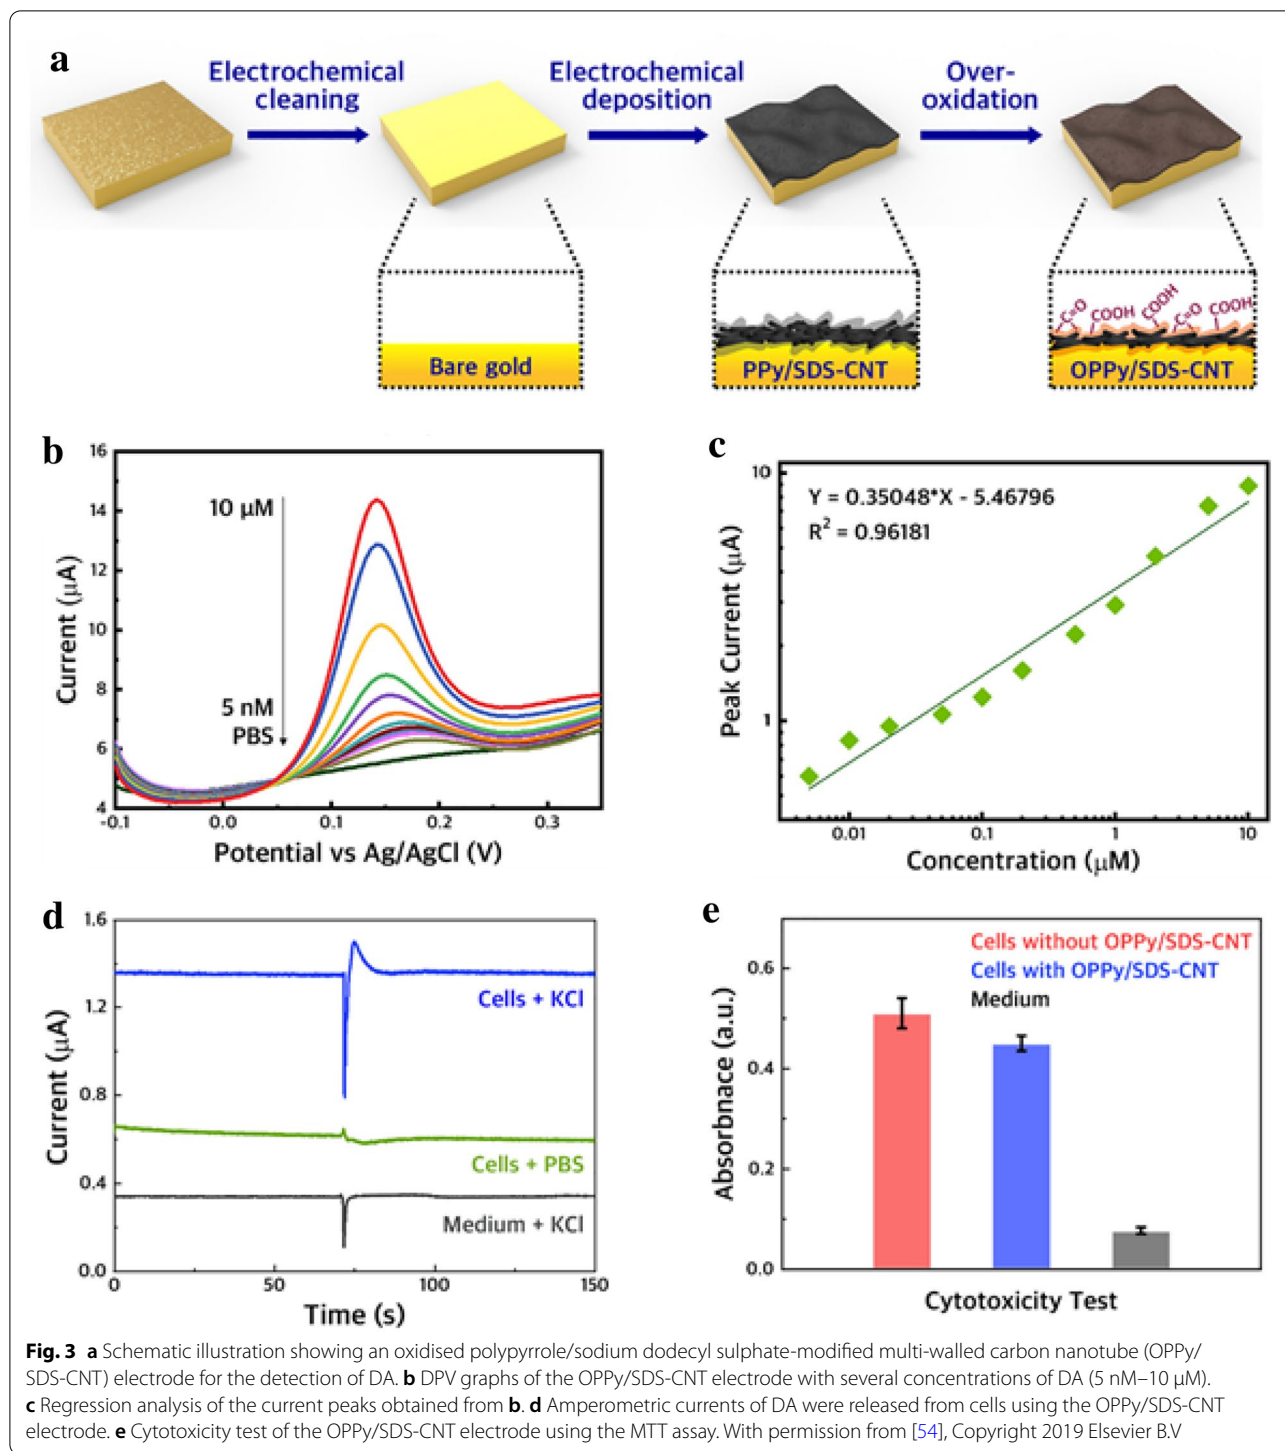 a
Electrochemical
cleaning
Electrochemical
deposition
Over-
oxidation
Bare gold
PPy/SDS-CNT
C=O
COOH
COOH
C=O
COOH
OPPy/SDS-CNT
b
16
14
12
10
8
6
4
Current (μA)
10 μM
5 nM
PBS
-0.1
0.0
0.1
0.2
0.3
Potential vs Ag/AgCl (V)
c
10
1
Peak Current (μA)
Y = 0.35048*X - 5.46796
R² = 0.96181
0.01
0.1
1
10
Concentration (μM)
d
1.6
1.2
0.8
0.4
0.0
Current (μA)
Cells + KCl
Cells + PBS
Medium + KCl
0
50
100
150
Time (s)
e
0.6
0.4
0.2
0.0
Absorbnace (a.u.)
Cells without OPPy/SDS-CNT
Cells with OPPy/SDS-CNT
Medium
Cytotoxicity Test
Fig. 3 a Schematic illustration showing an oxidised polypyrrole/sodium dodecyl sulphate-modified multi-walled carbon nanotube (OPPy/
SDS-CNT) electrode for the detection of DA. b DPV graphs of the OPPy/SDS-CNT electrode with several concentrations of DA (5 nM–10 μM).
c Regression analysis of the current peaks obtained from b. d Amperometric currents of DA were released from cells using the OPPy/SDS-CNT
electrode. e Cytotoxicity test of the OPPy/SDS-CNT electrode using the MTT assay. With permission from [54], Copyright 2019 Elsevier B.V